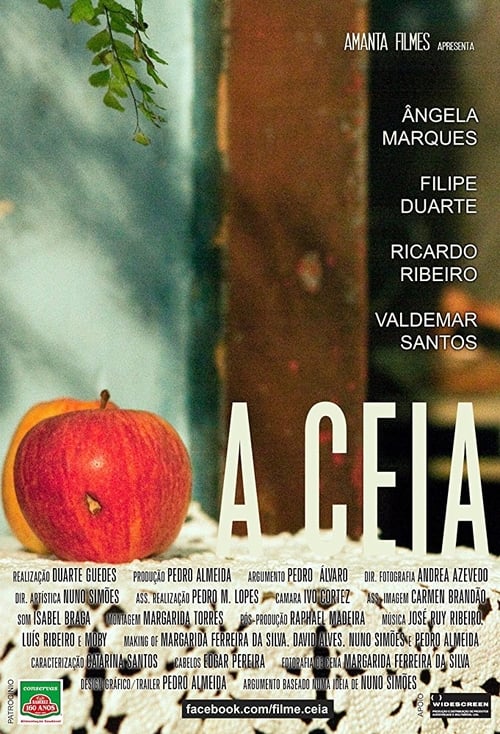 AMANTA FILMES APRESENTA
ÂNGELA
MARQUES
FILIPE
DUARTE
RICARDO
RIBEIRO
VALDEMAR
SANTOS
A CEIA
REALIZAÇÃO DUARTE GUEDES PRODUÇÃO PEDRO ALMEIDA ARGUMENTO PEDRO ÁLVARO DIR. FOTOGRAFIA ANDREA AZEVEDO
DIR. ARTÍSTICA NUNO SIMÕES ASS. REALIZAÇÃO PEDRO M. LOPES CAMARA IVO CORTEZ ASS. IMAGEM CARMEN BRANDÃO
SOM ISABEL BRAGA MONTAGEM MARGARIDA TORRES PÓS-PRODUÇÃO RAPHAEL MADEIRA MÚSICA JOSÉ RUY RIBEIRO,
LUÍS RIBEIRO E MOBY MAKING OF MARGARIDA FERREIRA DA SILVA, DAVID ALVES, NUNO SIMÕES E PEDRO ALMEIDA
CARACTERIZAÇÃO CATARINA SANTOS CABELOS EDGAR PEREIRA FOTOGRAFIA DE CENA MARGARIDA FERREIRA DA SILVA
DESIGN GRÁFICO/TRAILER PEDRO ALMEIDA ARGUMENTO BASEADO NUMA IDEIA DE NUNO SIMÕES
PATROCÍNIO
conservas
160 ANOS
facebook.com/filme.ceia
APOIO
WIDESCREEN